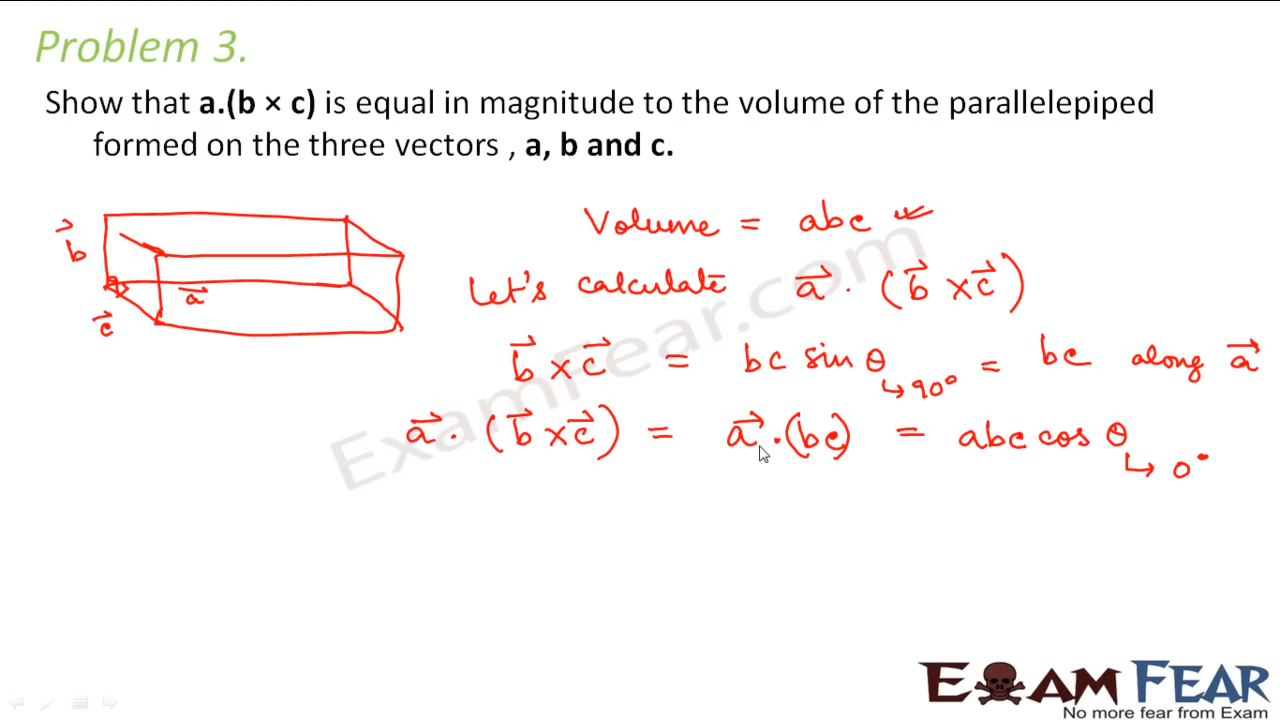 Problem 3.
Show that a.(b × c) is equal in magnitude to the volume of the parallelepiped
formed on the three vectors , a, b and c.
b⃗
a⃗
c⃗
Volume = abc
Let's calculate a⃗ . (b⃗ × c⃗)
b⃗ × c⃗ = bc sin θ = bc along a⃗
↳ 90°
a⃗ . (b⃗ × c⃗) = a⃗ . (bc) = abc cos θ
↳ 0°
ExamFear.com
EXAM FEAR
No more fear from Exam